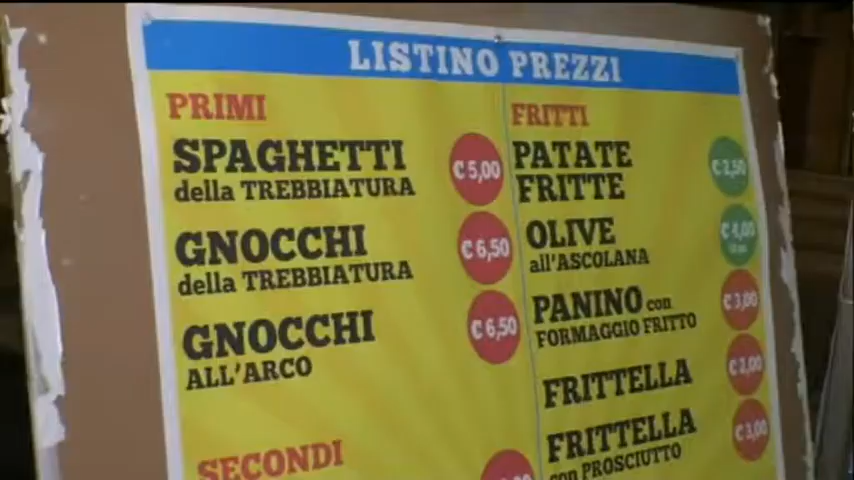 LISTINO PREZZI
PRIMI
SPAGHETTI
della TREBBIATURA
€5,00
GNOCCHI
della TREBBIATURA
€6,50
GNOCCHI
ALL'ARCO
€6,50
SECONDI
FRITTI
PATATE
FRITTE
€2,50
OLIVE
all'ASCOLANA
€4,00
PANINO con
FORMAGGIO FRITTO
€3,00
FRITTELLA
€2,00
FRITTELLA
con PROSCIUTTO
€3,00